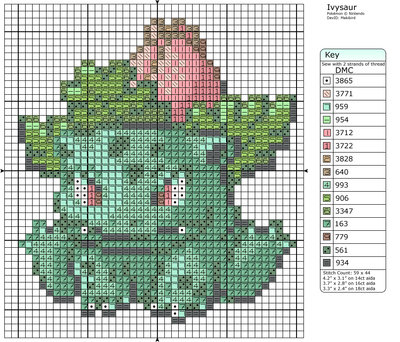 Ivysaur
Pokémon © Nintendo
DevID: Makibird
Key
Sew with 2 strands of thread
DMC
3865
3771
959
954
3712
3722
3828
640
993
906
3347
163
779
561
934
Stitch Count: 59 x 44
4.2" x 3.1" on 14ct aida
3.7" x 2.8" on 16ct aida
3.3" x 2.4" on 18ct aida